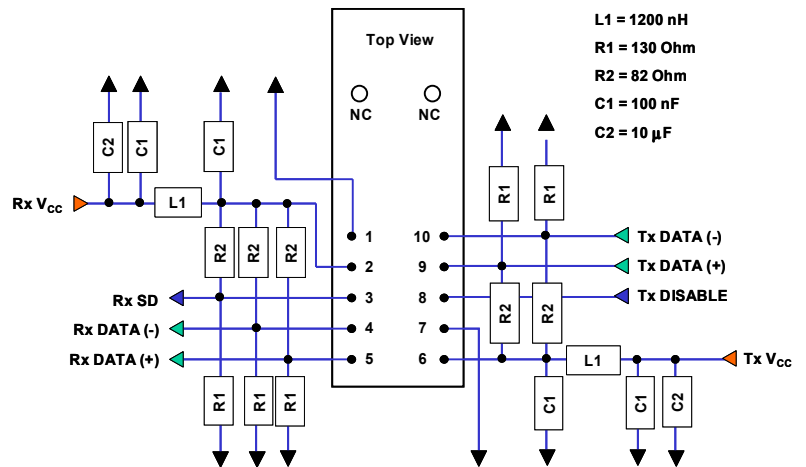 Top View
NC NC
L1 = 1200 nH
R1 = 130 Ohm
R2 = 82 Ohm
C1 = 100 nF
C2 = 10 μF
C2 C1 C1
Rx VCC L1
R2 R2 R2
Rx SD
Rx DATA (-)
Rx DATA (+)
R1 R1 R1
1 10
2 9
3 8
4 7
5 6
R1 R1
Tx DATA (-)
Tx DATA (+)
Tx DISABLE
R2 R2
L1 Tx VCC
C1 C1 C2